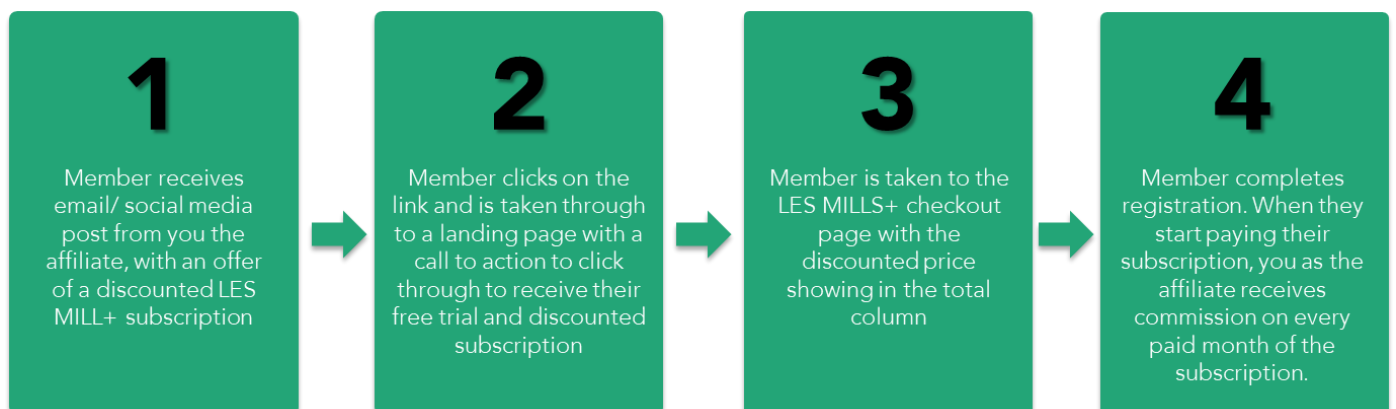 1
Member receives
email/ social media
post from you the
affiliate, with an offer
of a discounted LES
MILL+ subscription
2
Member clicks on the
link and is taken through
to a landing page with a
call to action to click
through to receive their
free trial and discounted
subscription
3
Member is taken to the
LES MILLS+ checkout
page with the
discounted price
showing in the total
column
4
Member completes
registration. When they
start paying their
subscription, you as the
affiliate receives
commission on every
paid month of the
subscription.